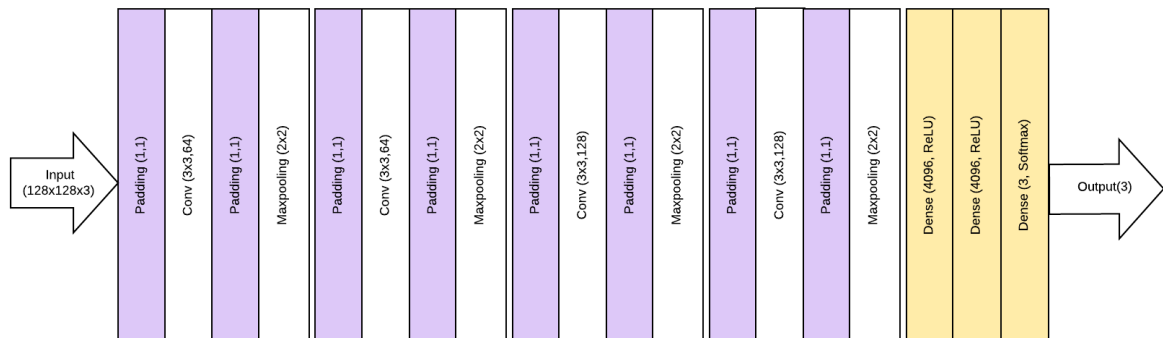 Input
(128x128x3)
Padding (1,1)
Conv (3x3,64)
Padding (1,1)
Maxpooling (2x2)
Padding (1,1)
Conv (3x3,64)
Padding (1,1)
Maxpooling (2x2)
Padding (1,1)
Conv (3x3,128)
Padding (1,1)
Maxpooling (2x2)
Padding (1,1)
Conv (3x3,128)
Padding (1,1)
Maxpooling (2x2)
Dense (4096, ReLU)
Dense (4096, ReLU)
Dense (3, Softmax)
Output(3)